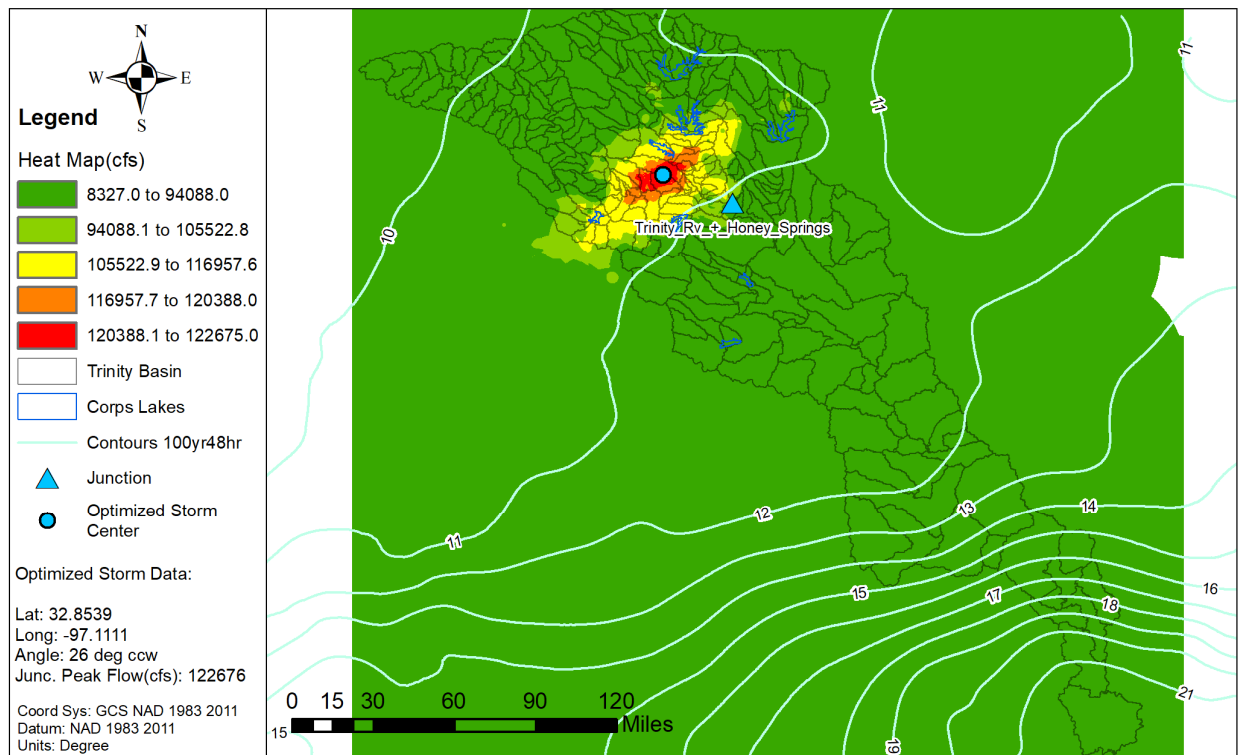 N
W
E
S
Legend
Heat Map(cfs)
8327.0 to 94088.0
94088.1 to 105522.8
105522.9 to 116957.6
116957.7 to 120388.0
120388.1 to 122675.0
Trinity Basin
Corps Lakes
Contours 100yr48hr
Junction
Optimized Storm
Center
Optimized Storm Data:
Lat: 32.8539
Long: -97.1111
Angle: 26 deg ccw
Junc. Peak Flow(cfs): 122676
Coord Sys: GCS NAD 1983 2011
Datum: NAD 1983 2011
Units: Degree
11
11
10
Trinity_Rv_+_Honey_Springs
12
13
14
11
15
16
17
18
21
19
15
0 15 30 60 90 120
Miles